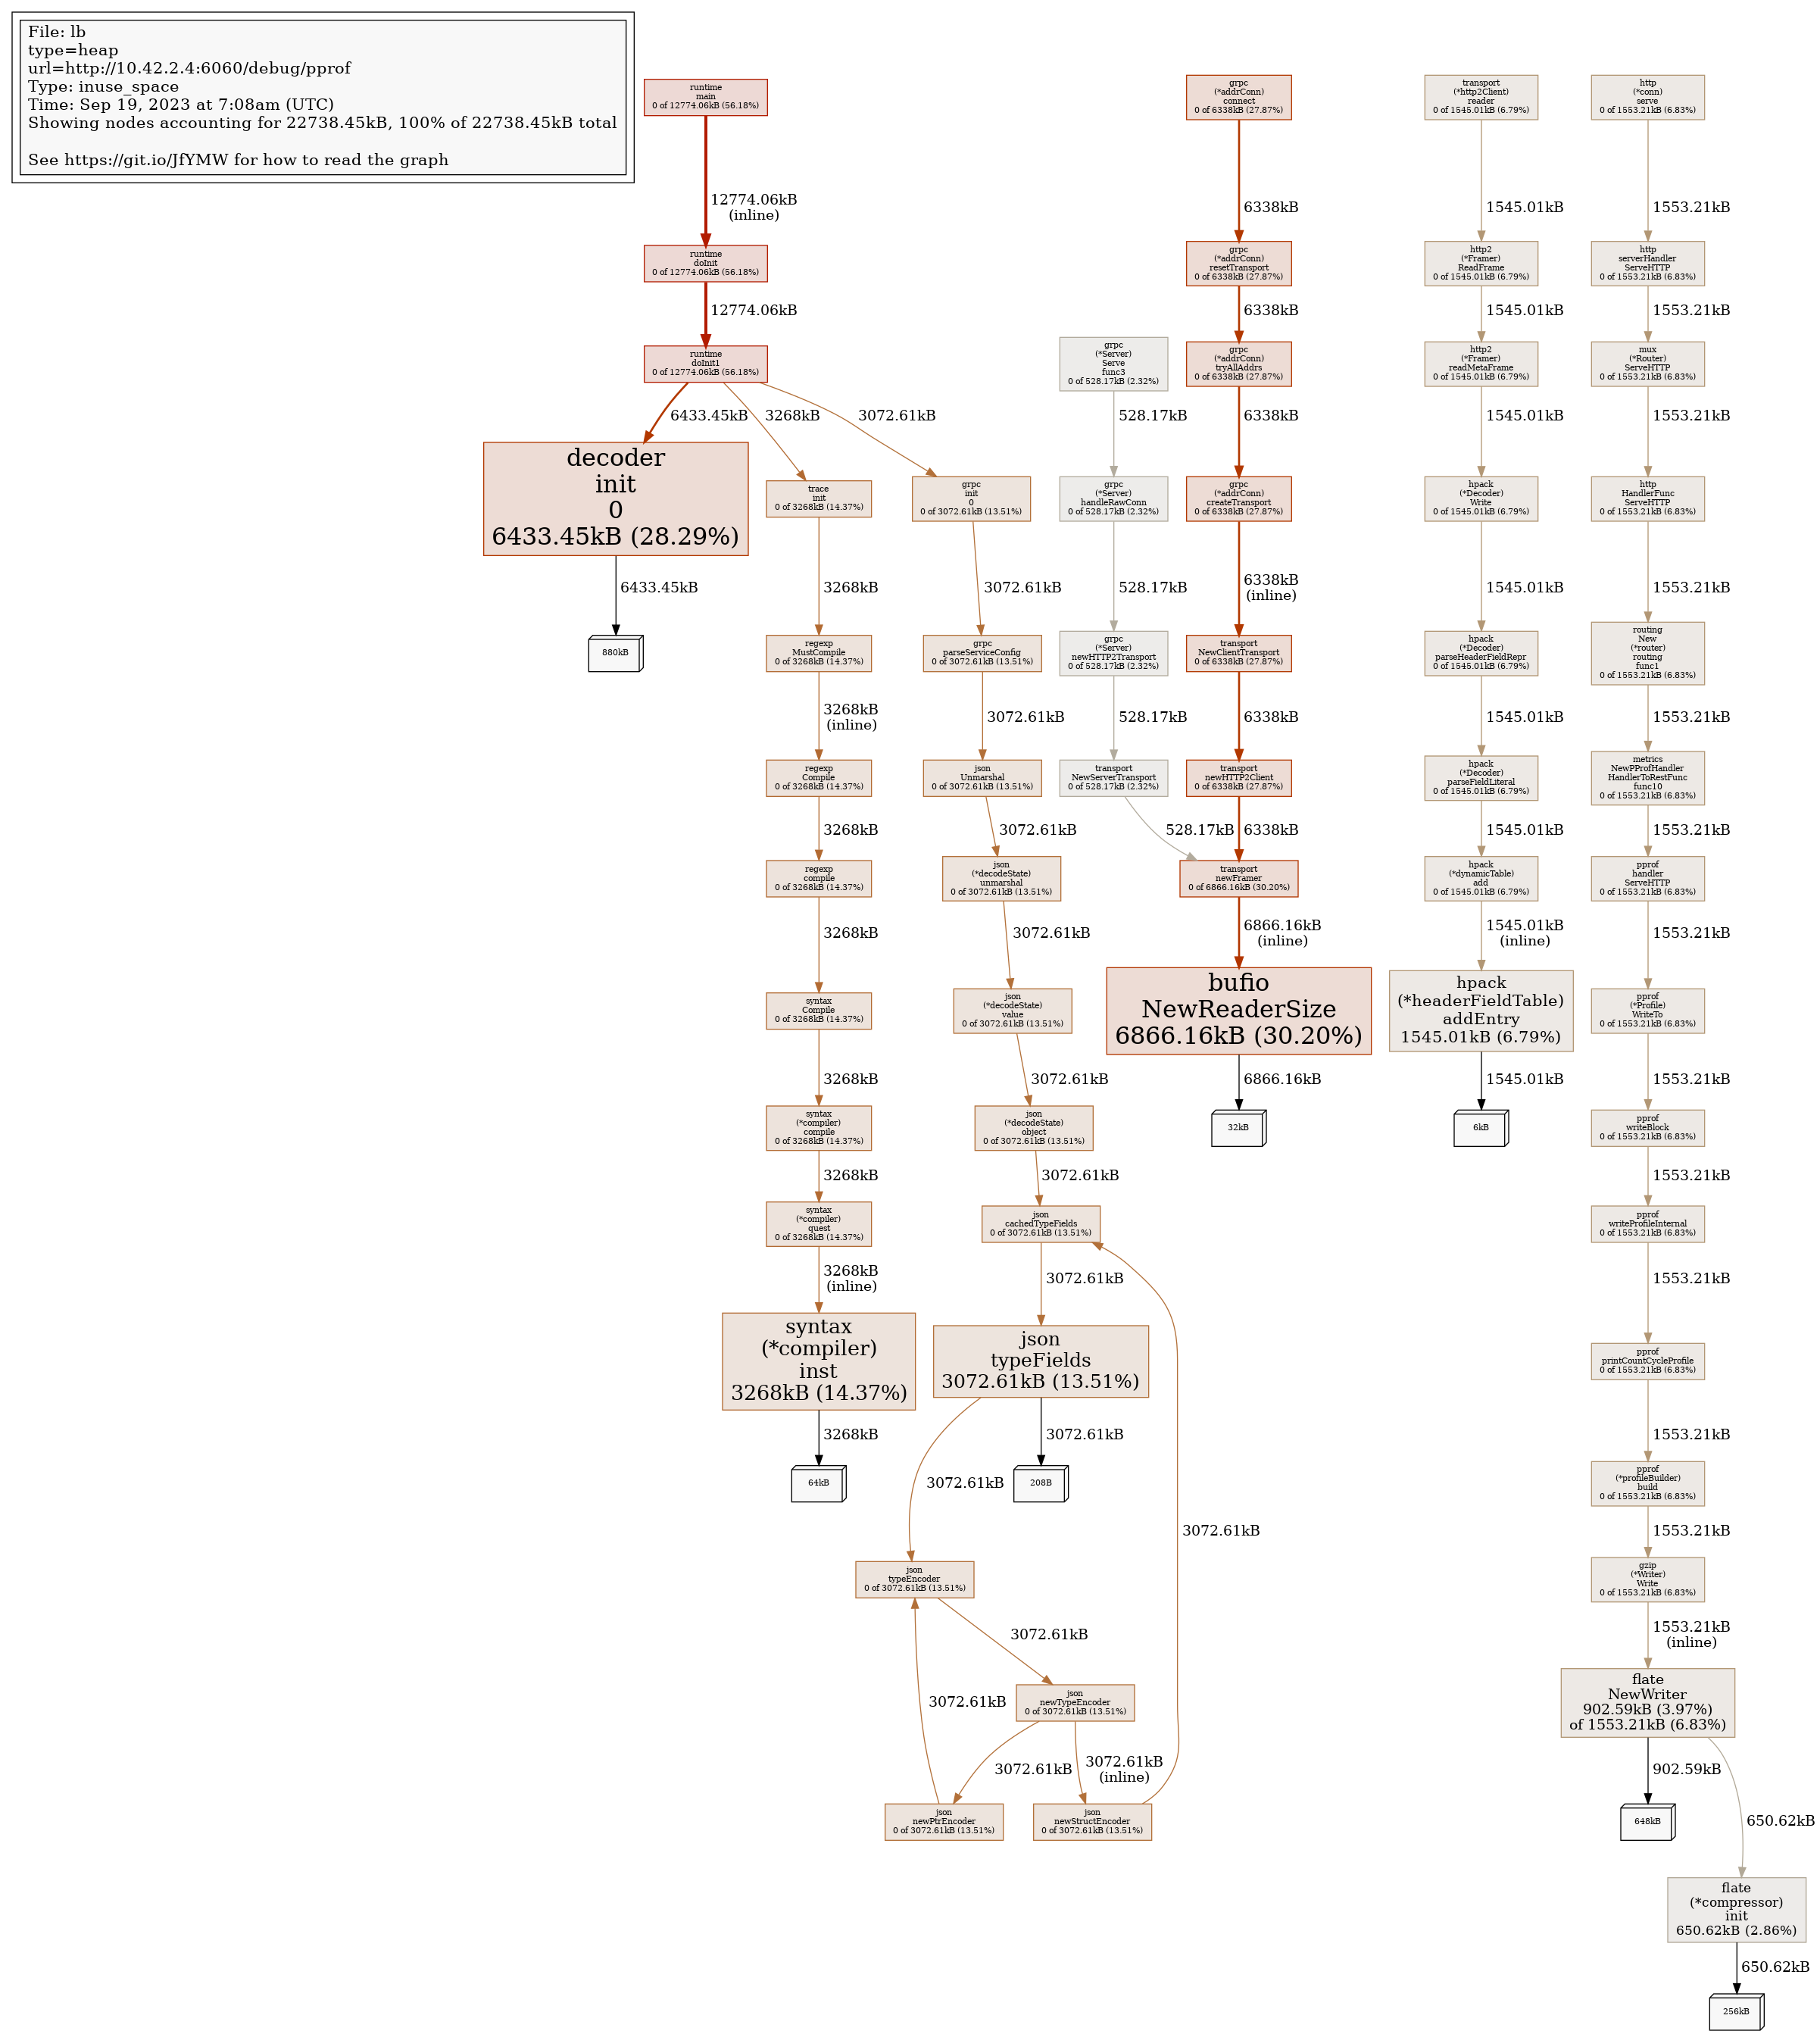 File: lb
type=heap
url=http://10.42.2.4:6060/debug/pprof
Type: inuse_space
Time: Sep 19, 2023 at 7:08am (UTC)
Showing nodes accounting for 22738.45kB, 100% of 22738.45kB total
See https://git.io/JfYMW for how to read the graph
runtime
main
0 of 12774.06kB (56.18%)
12774.06kB
(inline)
runtime
doInit
0 of 12774.06kB (56.18%)
12774.06kB
runtime
doInit1
0 of 12774.06kB (56.18%)
6433.45kB
3268kB
3072.61kB
decoder
init
0
6433.45kB (28.29%)
6433.45kB
880kB
trace
init
0 of 3268kB (14.37%)
3268kB
regexp
MustCompile
0 of 3268kB (14.37%)
3268kB
(inline)
regexp
Compile
0 of 3268kB (14.37%)
3268kB
regexp
compile
0 of 3268kB (14.37%)
3268kB
syntax
Compile
0 of 3268kB (14.37%)
3268kB
syntax
(*compiler)
compile
0 of 3268kB (14.37%)
3268kB
syntax
(*compiler)
quest
0 of 3268kB (14.37%)
3268kB
(inline)
syntax
(*compiler)
inst
3268kB (14.37%)
3268kB
64kB
grpc
init
0
0 of 3072.61kB (13.51%)
3072.61kB
grpc
parseServiceConfig
0 of 3072.61kB (13.51%)
3072.61kB
json
Unmarshal
0 of 3072.61kB (13.51%)
3072.61kB
json
(*decodeState)
unmarshal
0 of 3072.61kB (13.51%)
3072.61kB
json
(*decodeState)
value
0 of 3072.61kB (13.51%)
3072.61kB
json
(*decodeState)
object
0 of 3072.61kB (13.51%)
3072.61kB
json
cachedTypeFields
0 of 3072.61kB (13.51%)
3072.61kB
json
typeFields
3072.61kB (13.51%)
3072.61kB
208B
3072.61kB
json
typeEncoder
0 of 3072.61kB (13.51%)
3072.61kB
json
newTypeEncoder
0 of 3072.61kB (13.51%)
3072.61kB
3072.61kB
3072.61kB
(inline)
json
newPtrEncoder
0 of 3072.61kB (13.51%)
json
newStructEncoder
0 of 3072.61kB (13.51%)
3072.61kB
grpc
(*Server)
Serve
func3
0 of 528.17kB (2.32%)
528.17kB
grpc
(*Server)
handleRawConn
0 of 528.17kB (2.32%)
528.17kB
grpc
(*Server)
newHTTP2Transport
0 of 528.17kB (2.32%)
528.17kB
transport
NewServerTransport
0 of 528.17kB (2.32%)
528.17kB
grpc
(*addrConn)
connect
0 of 6338kB (27.87%)
6338kB
grpc
(*addrConn)
resetTransport
0 of 6338kB (27.87%)
6338kB
grpc
(*addrConn)
tryAllAddrs
0 of 6338kB (27.87%)
6338kB
grpc
(*addrConn)
createTransport
0 of 6338kB (27.87%)
6338kB
(inline)
transport
NewClientTransport
0 of 6338kB (27.87%)
6338kB
transport
newHTTP2Client
0 of 6338kB (27.87%)
6338kB
transport
newFramer
0 of 6866.16kB (30.20%)
6866.16kB
(inline)
bufio
NewReaderSize
6866.16kB (30.20%)
6866.16kB
32kB
transport
(*http2Client)
reader
0 of 1545.01kB (6.79%)
1545.01kB
http2
(*Framer)
ReadFrame
0 of 1545.01kB (6.79%)
1545.01kB
http2
(*Framer)
readMetaFrame
0 of 1545.01kB (6.79%)
1545.01kB
hpack
(*Decoder)
Write
0 of 1545.01kB (6.79%)
1545.01kB
hpack
(*Decoder)
parseHeaderFieldRepr
0 of 1545.01kB (6.79%)
1545.01kB
hpack
(*Decoder)
parseFieldLiteral
0 of 1545.01kB (6.79%)
1545.01kB
hpack
(*dynamicTable)
add
0 of 1545.01kB (6.79%)
1545.01kB
(inline)
hpack
(*headerFieldTable)
addEntry
1545.01kB (6.79%)
1545.01kB
6kB
http
(*conn)
serve
0 of 1553.21kB (6.83%)
1553.21kB
http
serverHandler
ServeHTTP
0 of 1553.21kB (6.83%)
1553.21kB
mux
(*Router)
ServeHTTP
0 of 1553.21kB (6.83%)
1553.21kB
http
HandlerFunc
ServeHTTP
0 of 1553.21kB (6.83%)
1553.21kB
routing
New
(*router)
routing
func1
0 of 1553.21kB (6.83%)
1553.21kB
metrics
NewPProfHandler
HandlerToRestFunc
func10
0 of 1553.21kB (6.83%)
1553.21kB
pprof
handler
ServeHTTP
0 of 1553.21kB (6.83%)
1553.21kB
pprof
(*Profile)
WriteTo
0 of 1553.21kB (6.83%)
1553.21kB
pprof
writeBlock
0 of 1553.21kB (6.83%)
1553.21kB
pprof
writeProfileInternal
0 of 1553.21kB (6.83%)
1553.21kB
pprof
printCountCycleProfile
0 of 1553.21kB (6.83%)
1553.21kB
pprof
(*profileBuilder)
build
0 of 1553.21kB (6.83%)
1553.21kB
gzip
(*Writer)
Write
0 of 1553.21kB (6.83%)
1553.21kB
(inline)
flate
NewWriter
902.59kB (3.97%)
of 1553.21kB (6.83%)
902.59kB
648kB
650.62kB
flate
(*compressor)
init
650.62kB (2.86%)
650.62kB
256kB